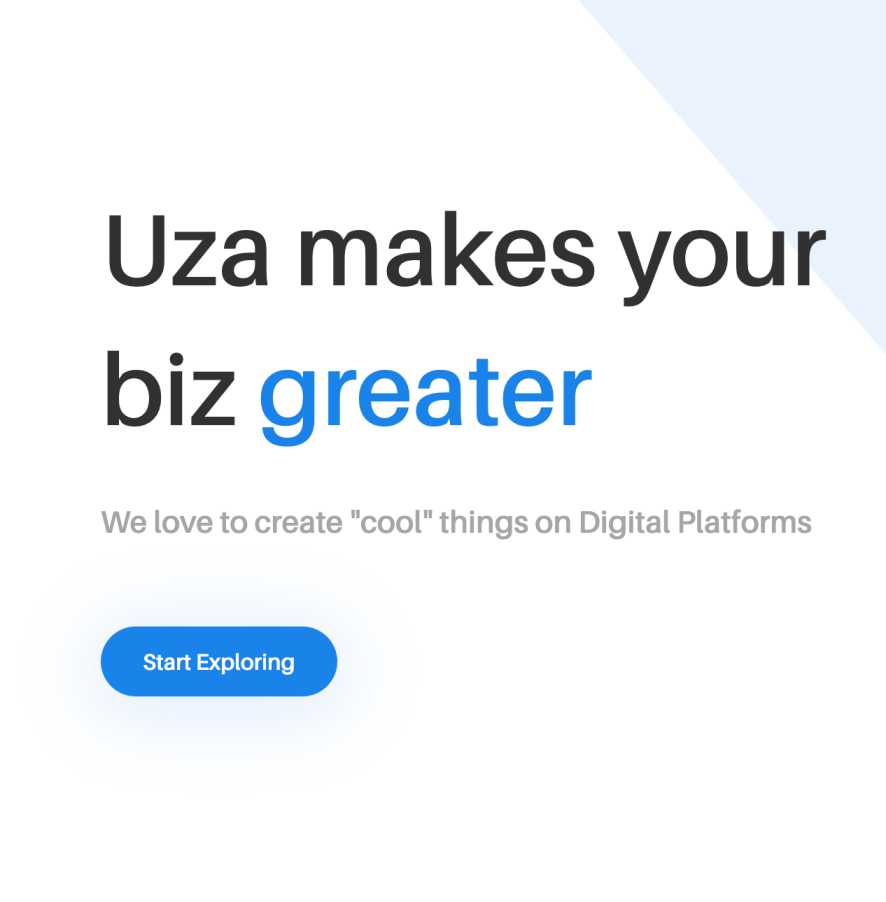 Uza makes your
biz greater
We love to create "cool" things on Digital Platforms
Start Exploring